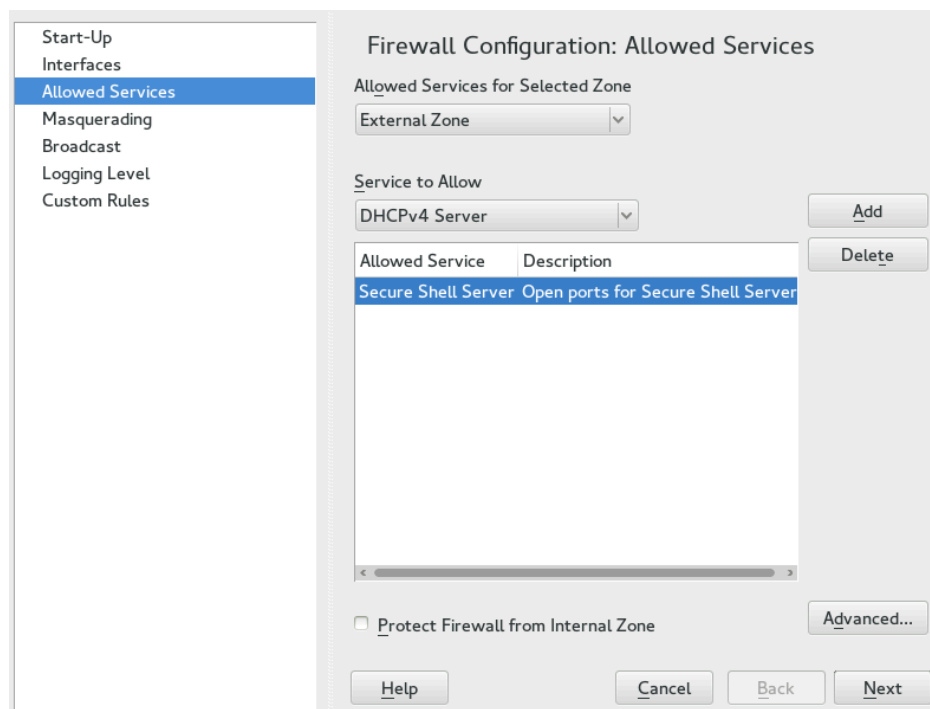 Start-Up
Interfaces
Allowed Services
Masquerading
Broadcast
Logging Level
Custom Rules
Firewall Configuration: Allowed Services
Allowed Services for Selected Zone
External Zone
Service to Allow
DHCPv4 Server
Add
Delete
Allowed Service Description
Secure Shell Server Open ports for Secure Shell Server
Protect Firewall from Internal Zone
Advanced...
Help Cancel Back Next